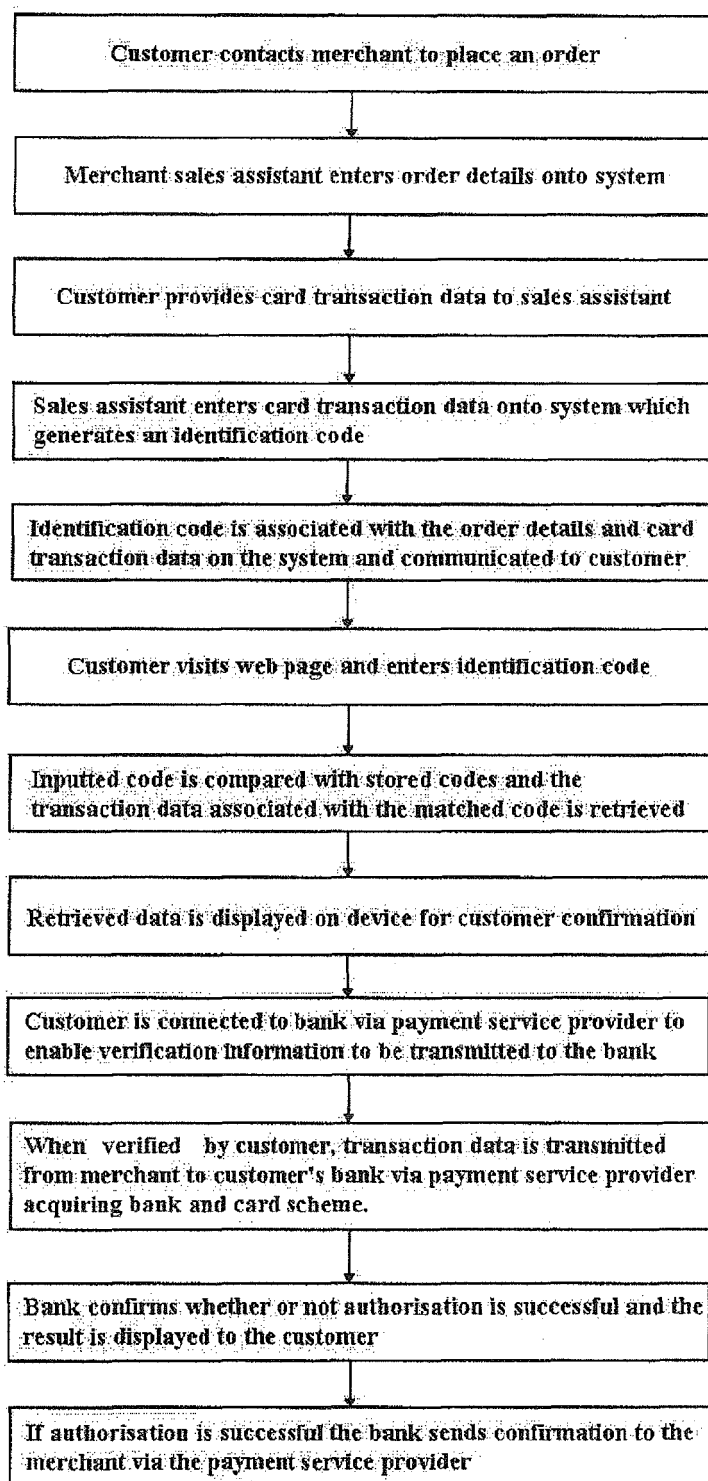 Customer contacts merchant to place an order
Merchant sales assistant enters order details onto system
Customer provides card transaction data to sales assistant
Sales assistant enters card transaction data onto system which
generates an identification code
Identification code is associated with the order details and card
transaction data on the system and communicated to customer
Customer visits web page and enters identification code
Inputted code is compared with stored codes and the
transaction data associated with the matched code is retrieved
Retrieved data is displayed on device for customer confirmation
Customer is connected to bank via payment service provider to
enable verification information to be transmitted to the bank
When verified by customer, transaction data is transmitted
from merchant to customer's bank via payment service provider
acquiring bank and card scheme.
Bank confirms whether or not authorisation is successful and the
result is displayed to the customer
If authorisation is successful the bank sends confirmation to the
merchant via the payment service provider